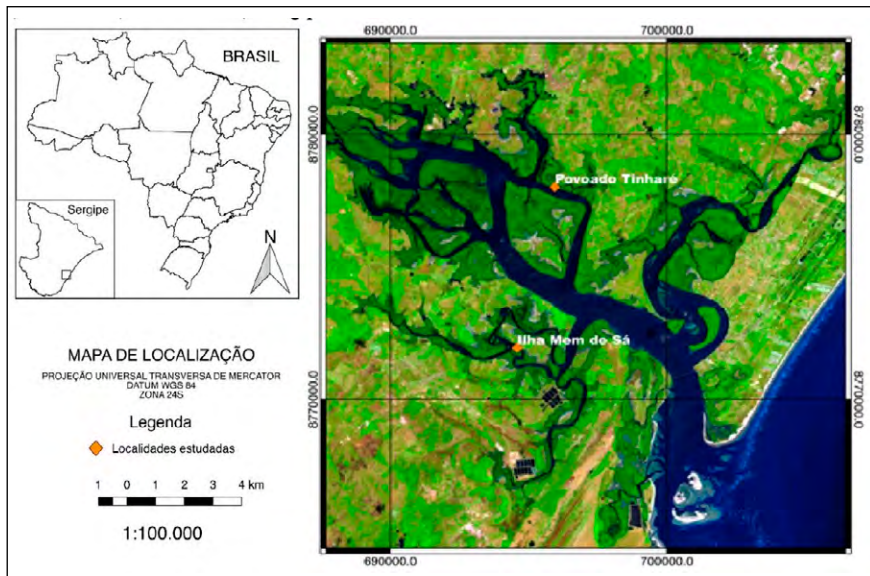 BRASIL
Sergipe
N
MAPA DE LOCALIZAÇÃO
PROJEÇÃO UNIVERSAL TRANSVERSA DE MERCATOR
DATUM WGS 84
ZONA 24S
Legenda
Localidades estudadas
1 0 1 2 3 4 km
1:100.000
690000.0 700000.0
8780000.0 8780000.0
Povoado Tinharé
Ilha Mem de Sá
8770000.0 8770000.0
690000.0 700000.0